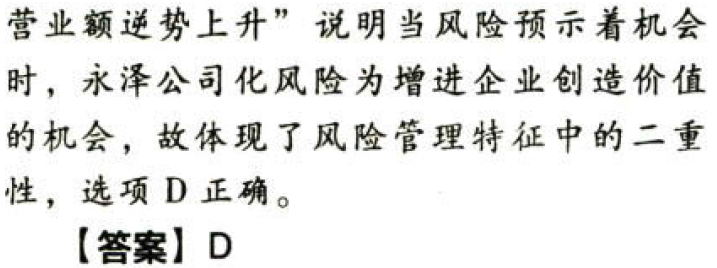 营业额逆势上升”说明当风险预示着机会
时，永泽公司化风险为增进企业创造价值
的机会，故体现了风险管理特征中的二重
性，选项 D 正确。
【答案】D